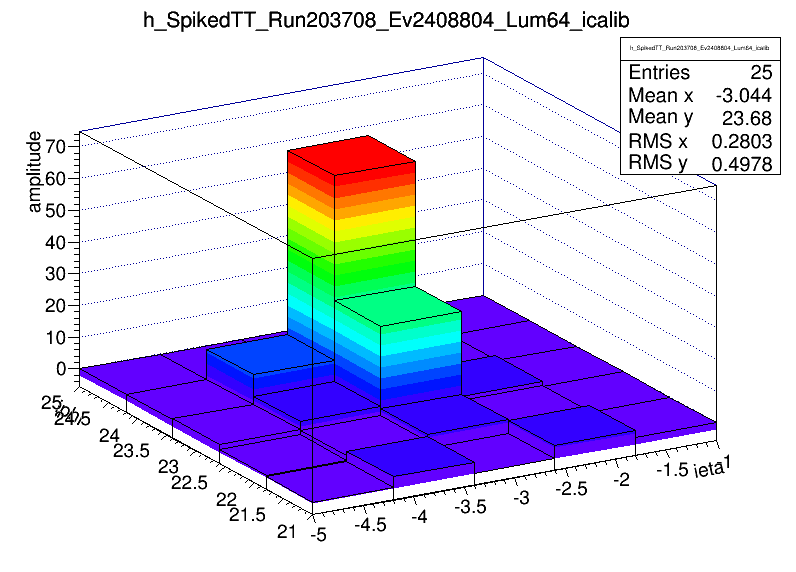 h_SpikedTT_Run203708_Ev2408804_Lum64_icalib
h_SpikedTT_Run203708_Ev2408804_Lum64_icalib
Entries 25
Mean x -3.044
Mean y 23.68
RMS x 0.2803
RMS y 0.4978
amplitude
70
60
50
40
30
20
10
0
25
24.5
24
23.5
23
22.5
22
21.5
21
-5
-4.5
-4
-3.5
-3
-2.5
-2
-1.5
ieta